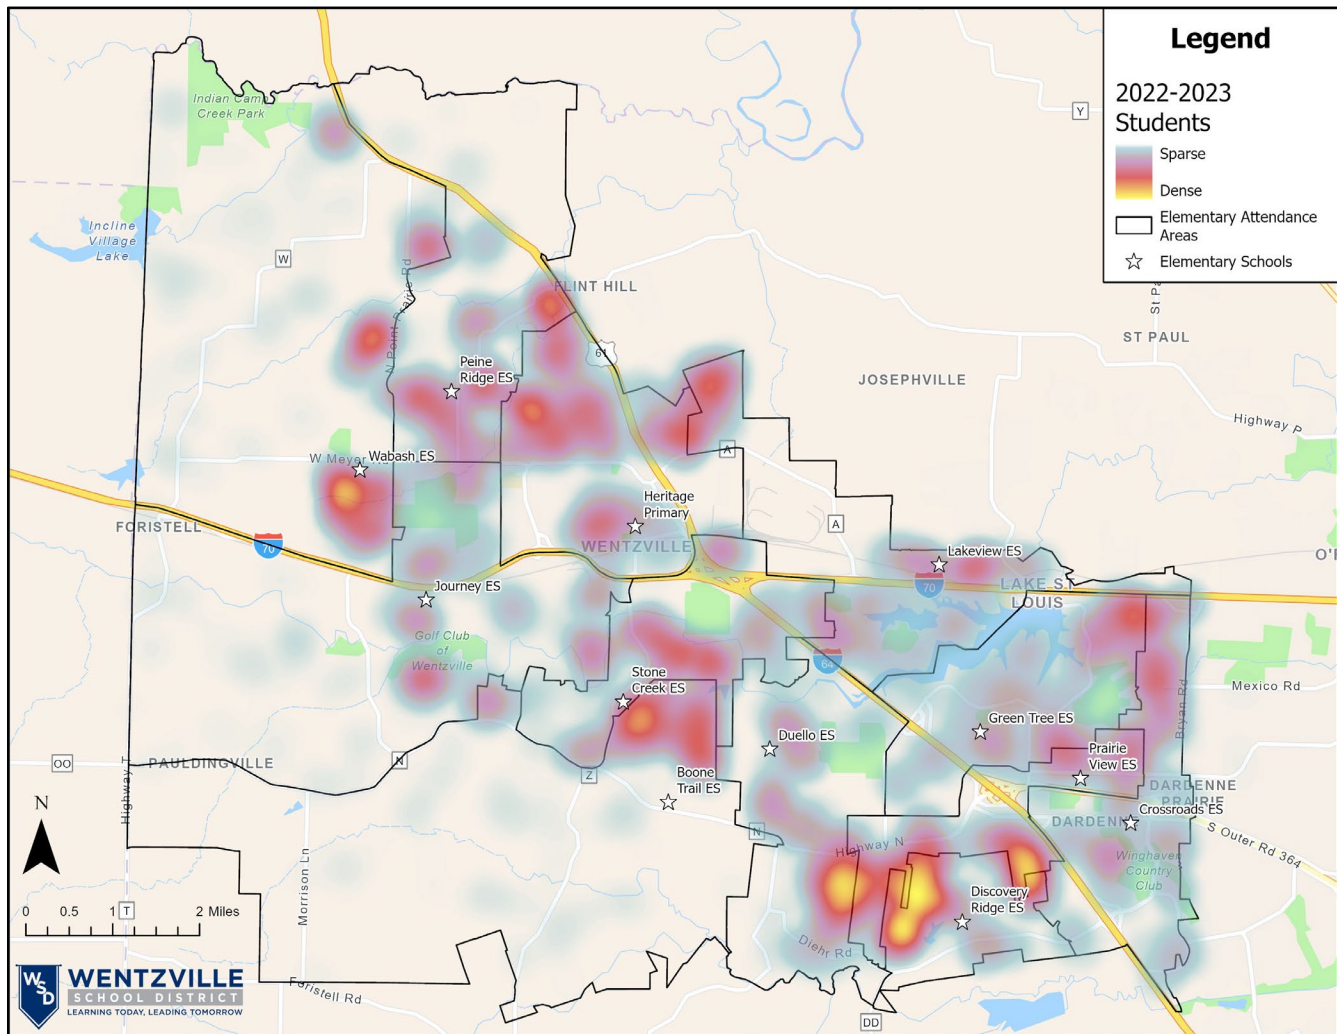 Legend
2022-2023
Students
Sparse
Dense
Elementary Attendance
Areas
Elementary Schools
Indian Camp
Creek Park
Y
Incline
Village
Lake
W
N Point Prairie Rd
FLINT HILL
61
ST PAUL
JOSEPHVILLE
Highway P
Peine
Ridge ES
W Meyer Rd
Wabash ES
A
Heritage
Primary
A
FORISTELL
70
WENTZVILLE
Lakeview ES
70
LAKE ST
LOUIS
Journey ES
Golf Club
of
Wentzville
64
Stone
Creek ES
Mexico Rd
Bryan Rd
Green Tree ES
Duello ES
Prairie
View ES
OO
PAULDINGVILLE
N
Z
Boone
Trail ES
DARDENNE
PRAIRIE
Highway T
N
Crossroads ES
DARDENNE
S Outer Rd 364
N
Highway N
Winghaven
Country
Club
Morrison Ln
Discovery
Ridge ES
0 0.5 1 2 Miles
T
Diehr Rd
WSD
WENTZVILLE
SCHOOL DISTRICT
LEARNING TODAY, LEADING TOMORROW
Foristell Rd
DD